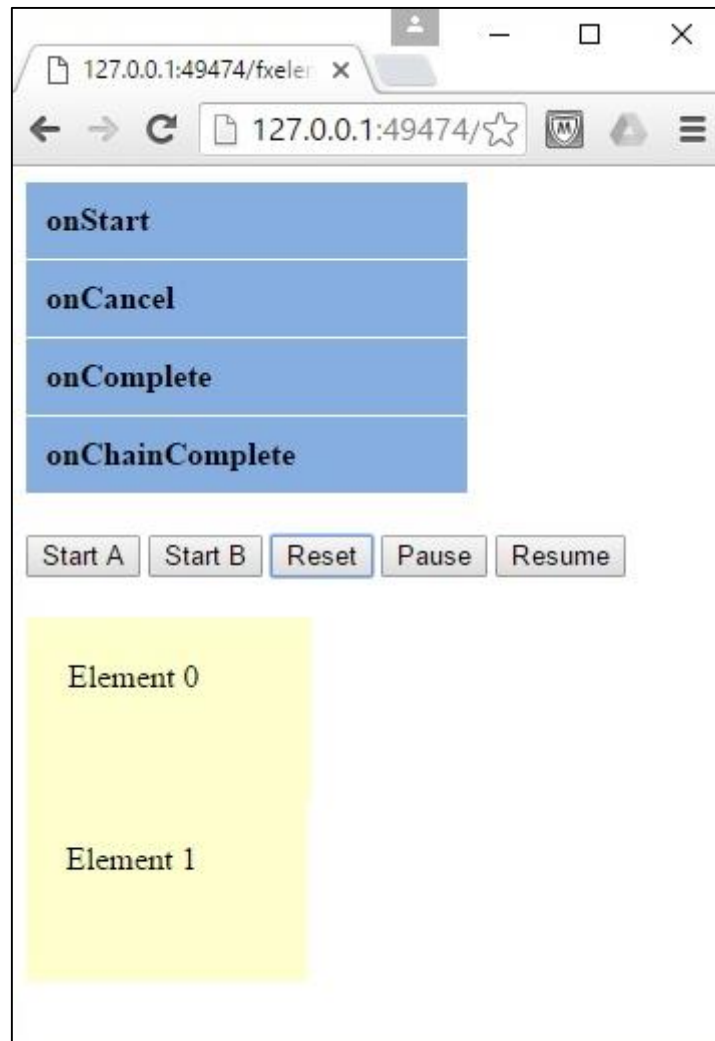 127.0.0.1:49474/fxeler
127.0.0.1:49474/
onStart
onCancel
onComplete
onChainComplete
Start A Start B Reset Pause Resume
Element 0
Element 1